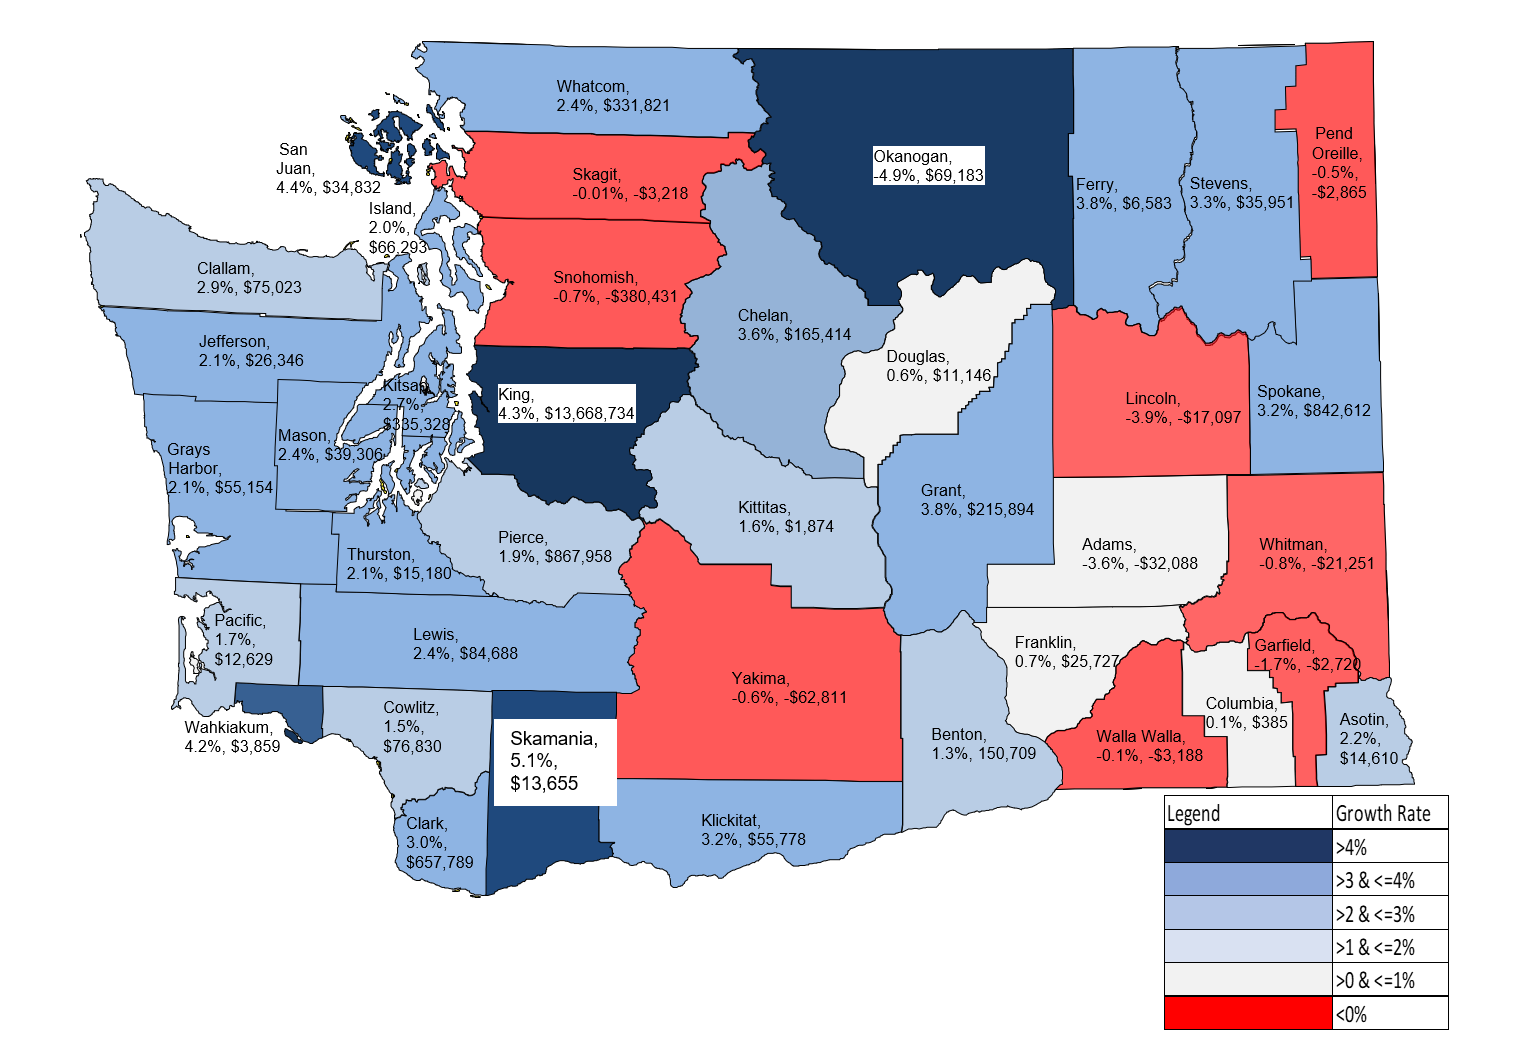 Whatcom,
2.4%, $331,821
San
Juan,
4.4%, $34,832
Skagit,
-0.01%, -$3,218
Okanogan,
-4.9%, $69,183
Ferry,
3.8%, $6,583
Stevens,
3.3%, $35,951
Pend
Oreille,
-0.5%,
-$2,865
Island,
2.0%,
$66,293
Clallam,
2.9%, $75,023
Snohomish,
-0.7%, -$380,431
Chelan,
3.6%, $165,414
Jefferson,
2.1%, $26,346
Douglas,
0.6%, $11,146
Kitsap,
2.7%,
$335,328
King,
4.3%, $13,668,734
Lincoln,
-3.9%, -$17,097
Spokane,
3.2%, $842,612
Grays
Harbor,
2.1%, $55,154
Mason,
2.4%, $39,306
Grant,
3.8%, $215,894
Kittitas,
1.6%, $1,874
Pierce,
1.9%, $867,958
Thurston,
2.1%, $15,180
Adams,
-3.6%, -$32,088
Whitman,
-0.8%, -$21,251
Pacific,
1.7%,
$12,629
Lewis,
2.4%, $84,688
Franklin,
0.7%, $25,727
Garfield,
-1.7%, -$2,720
Yakima,
-0.6%, -$62,811
Wahkiakum,
4.2%, $3,859
Cowlitz,
1.5%,
$76,830
Skamania,
5.1%,
$13,655
Benton,
1.3%, 150,709
Walla Walla,
-0.1%, -$3,188
Columbia,
0.1%, $385
Asotin,
2.2%,
$14,610
Clark,
3.0%,
$657,789
Klickitat,
3.2%, $55,778
Legend Growth Rate
>4%
>3 & <=4%
>2 & <=3%
>1 & <=2%
>0 & <=1%
<0%